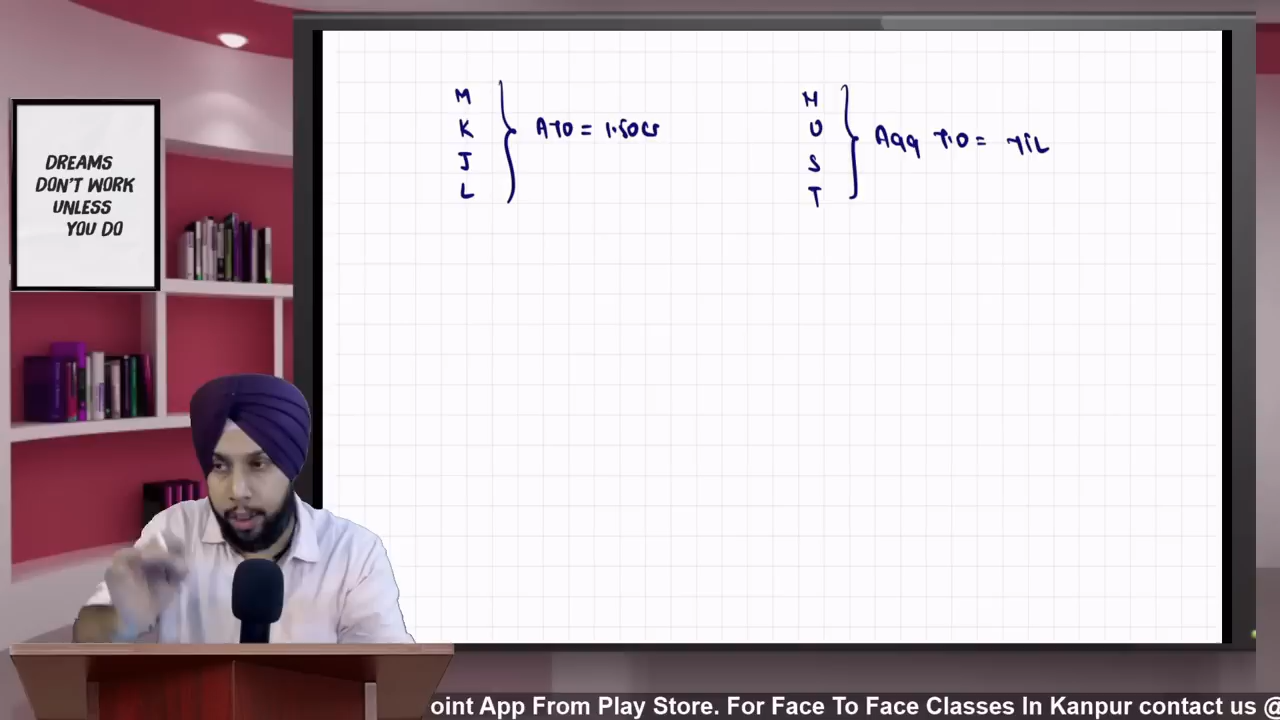 DREAMS
DON'T WORK
UNLESS
YOU DO
M
K
J
L
ATO = 1.50cr
M
U
S
T
Agg T.O = 75L
oint App From Play Store. For Face To Face Classes In Kanpur contact us @